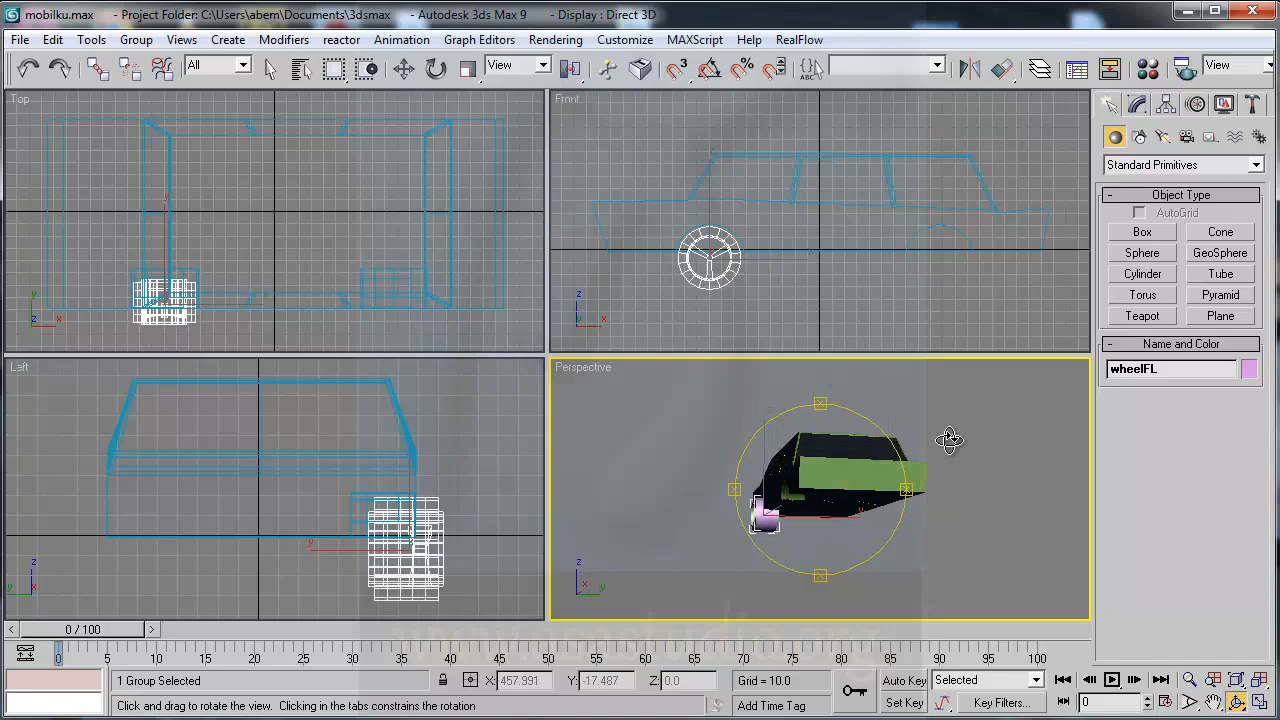 mobilku.max - Project Folder: C:\Users\abem\Documents\3dsmax - Autodesk 3ds Max 9 - Display : Direct 3D
File Edit Tools Group Views Create Modifiers reactor Animation Graph Editors Rendering Customize MAXScript Help RealFlow
All View 3 % ABC View
Top
Front
Standard Primitives
- Object Type
AutoGrid
Box Cone
Sphere GeoSphere
Cylinder Tube
Torus Pyramid
Teapot Plane
y
z x
z
y x
- Name and Color
wheelFL
Left
Perspective
z
y x
z
x y
< 0 / 100 >
0 5 10 15 20 25 30 35 40 45 50 55 60 65 70 75 80 85 90 95 100
1 Group Selected X: 457.991 Y: -17.487 Z: 0.0 Grid = 10.0 Auto Key Selected
Click and drag to rotate the view. Clicking in the tabs constrains the rotation Add Time Tag Set Key Key Filters... 0